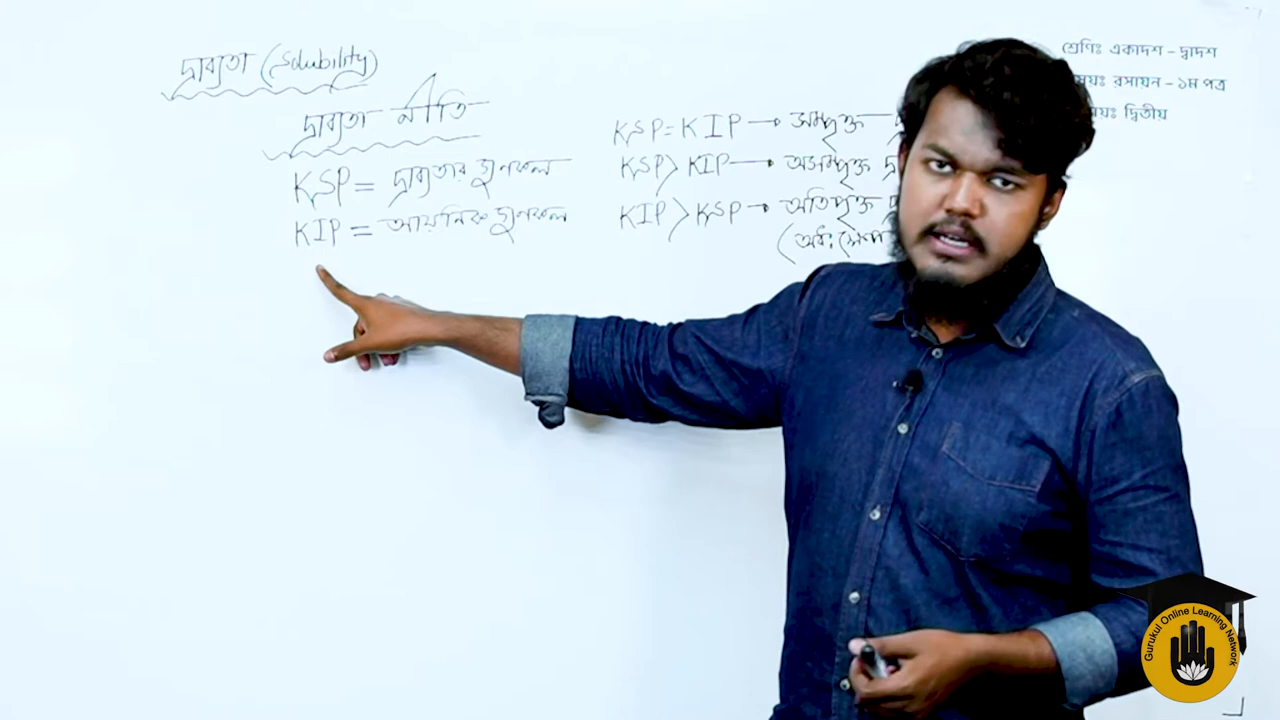 দ্রাব্যতা (Solubility)
দ্রাব্যতা নীতি
KSP = দ্রাব্যতার গুণফল
KIP = আয়নিক গুণফল
KSP = KIP → সম্পৃক্ত
KSP > KIP → অসম্পৃক্ত
KIP > KSP → অতিপৃক্ত
শ্রেণিঃ একাদশ – দ্বাদশ
রসায়ন – ১ম পত্র
দ্বিতীয়
Gurukul Online Learning Network